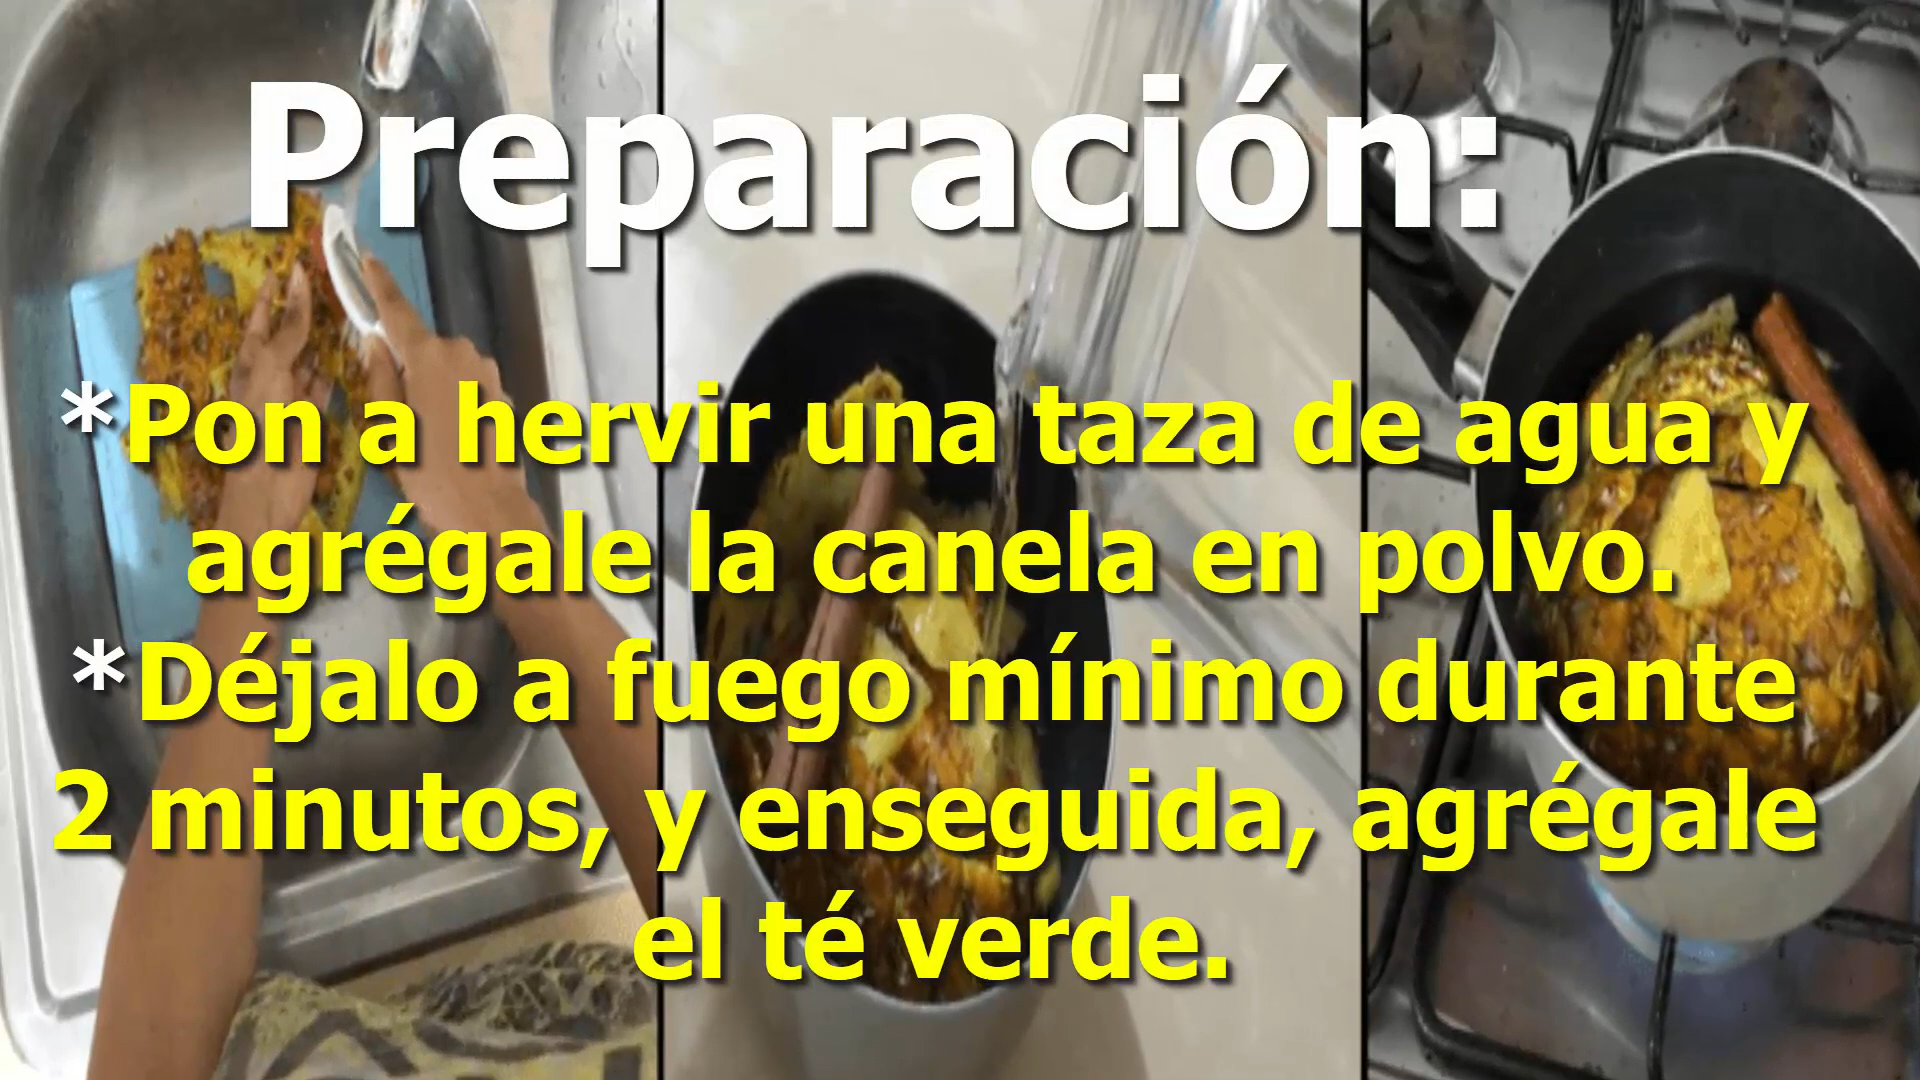 Preparación:
*Pon a hervir una taza de agua y
agrégale la canela en polvo.
*Déjalo a fuego mínimo durante
2 minutos, y enseguida, agrégale
el té verde.